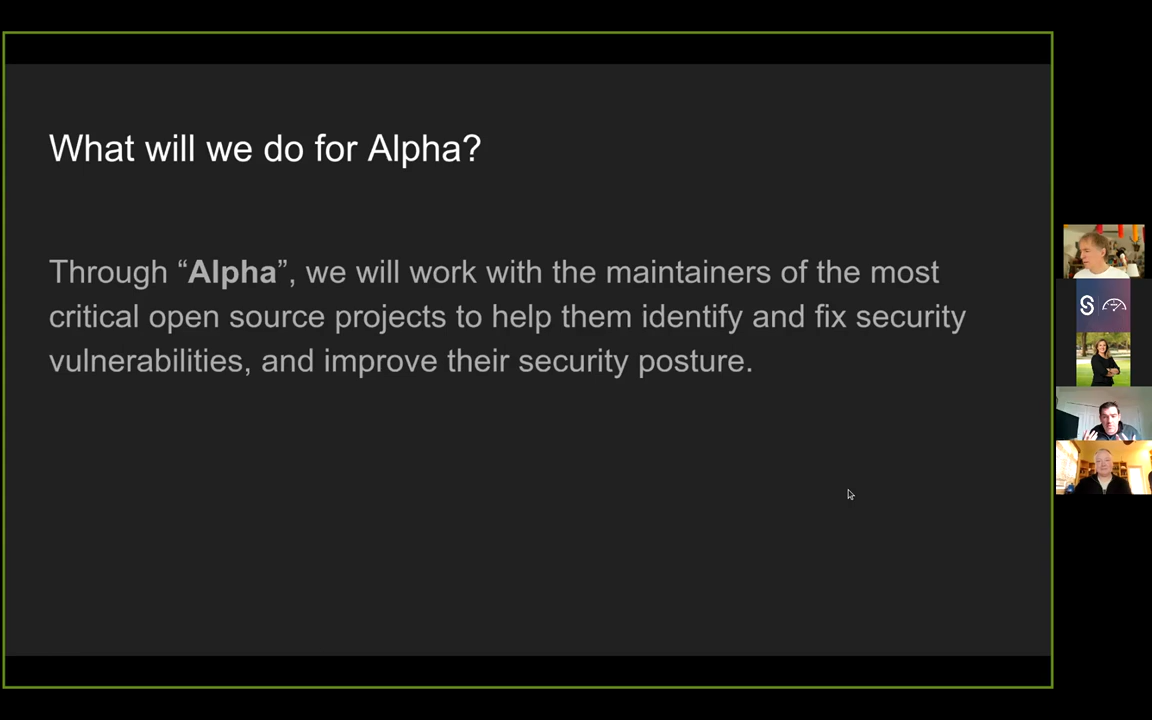 What will we do for Alpha?
Through “Alpha”, we will work with the maintainers of the most
critical open source projects to help them identify and fix security
vulnerabilities, and improve their security posture.